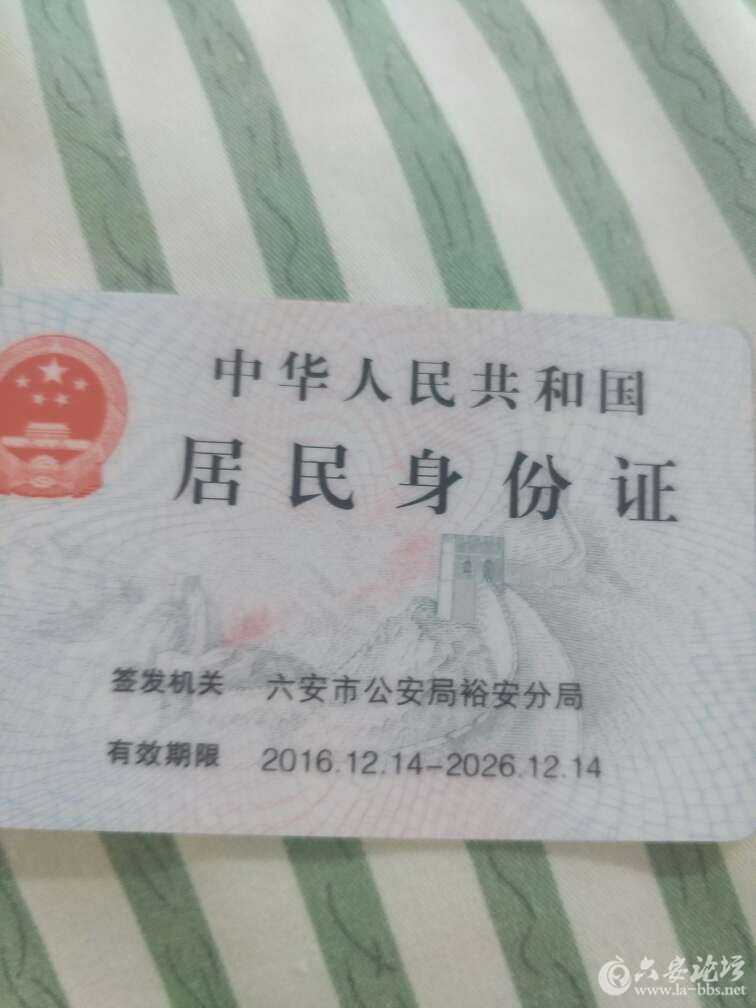 中华人民共和国
居民身份证
签发机关 六安市公安局裕安分局
有效期限 2016.12.14-2026.12.14
六安论坛
www.la-bbs.net